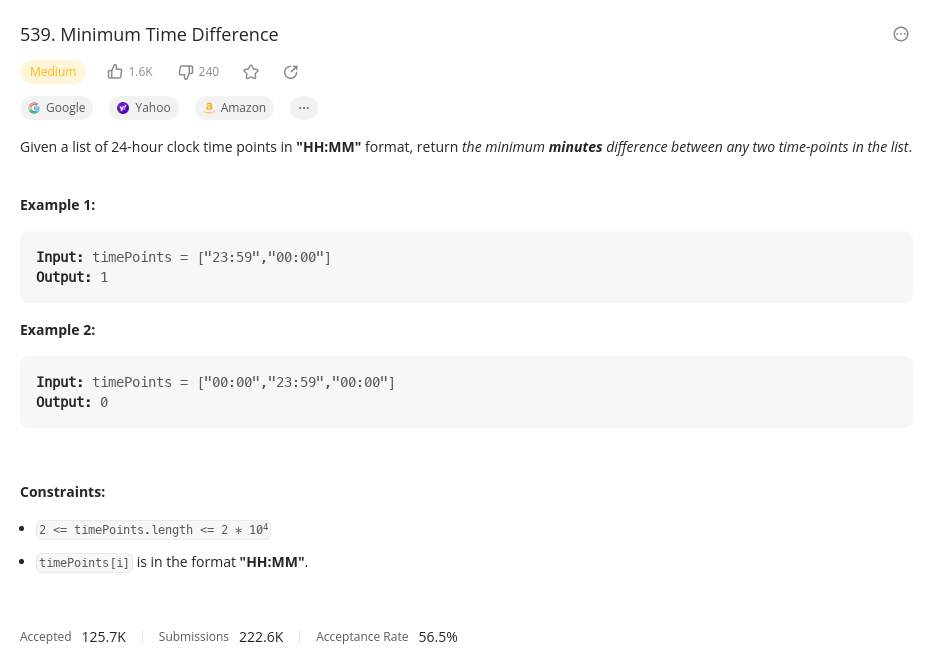 539. Minimum Time Difference
Medium 1.6K 240
Google Yahoo Amazon ...
Given a list of 24-hour clock time points in "HH:MM" format, return the minimum minutes difference between any two time-points in the list.
Example 1:
Input: timePoints = ["23:59","00:00"]
Output: 1
Example 2:
Input: timePoints = ["00:00","23:59","00:00"]
Output: 0
Constraints:
• 2 <= timePoints.length <= 2 * 10⁴
• timePoints[i] is in the format "HH:MM".
Accepted 125.7K Submissions 222.6K Acceptance Rate 56.5%